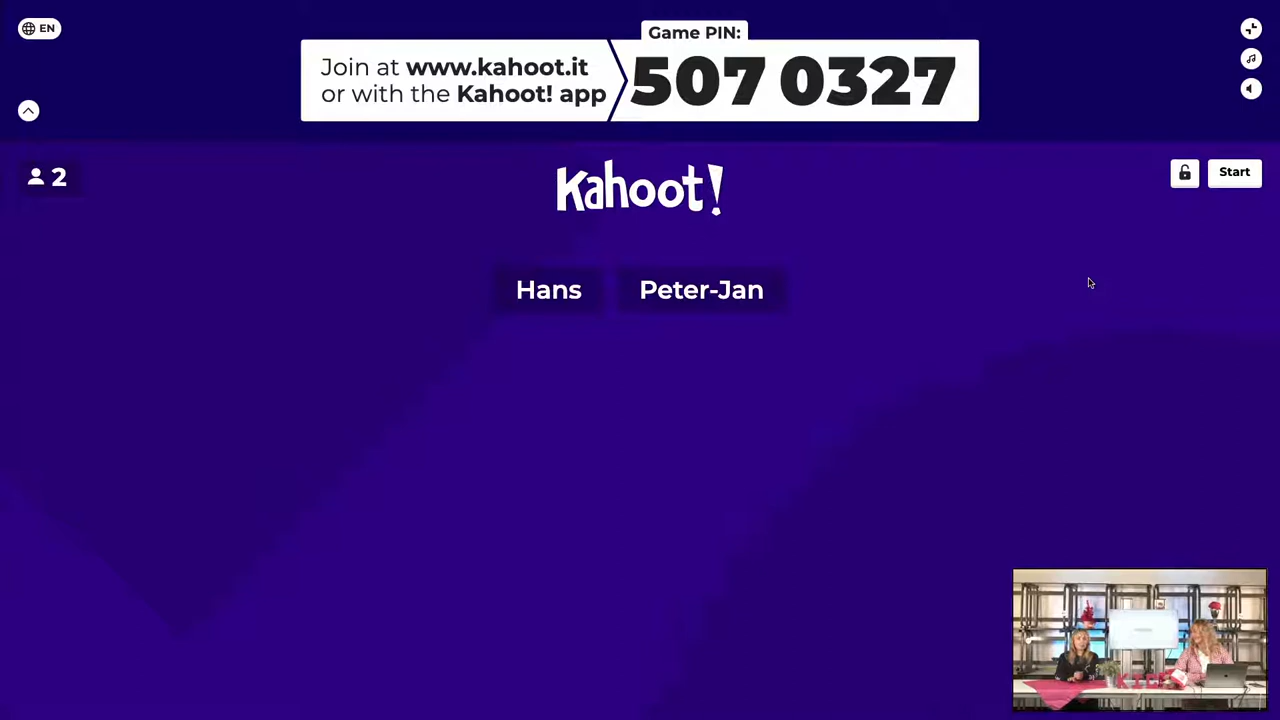 EN
Game PIN:
Join at www.kahoot.it
or with the Kahoot! app
507 0327
2
Kahoot!
Start
Hans
Peter-Jan